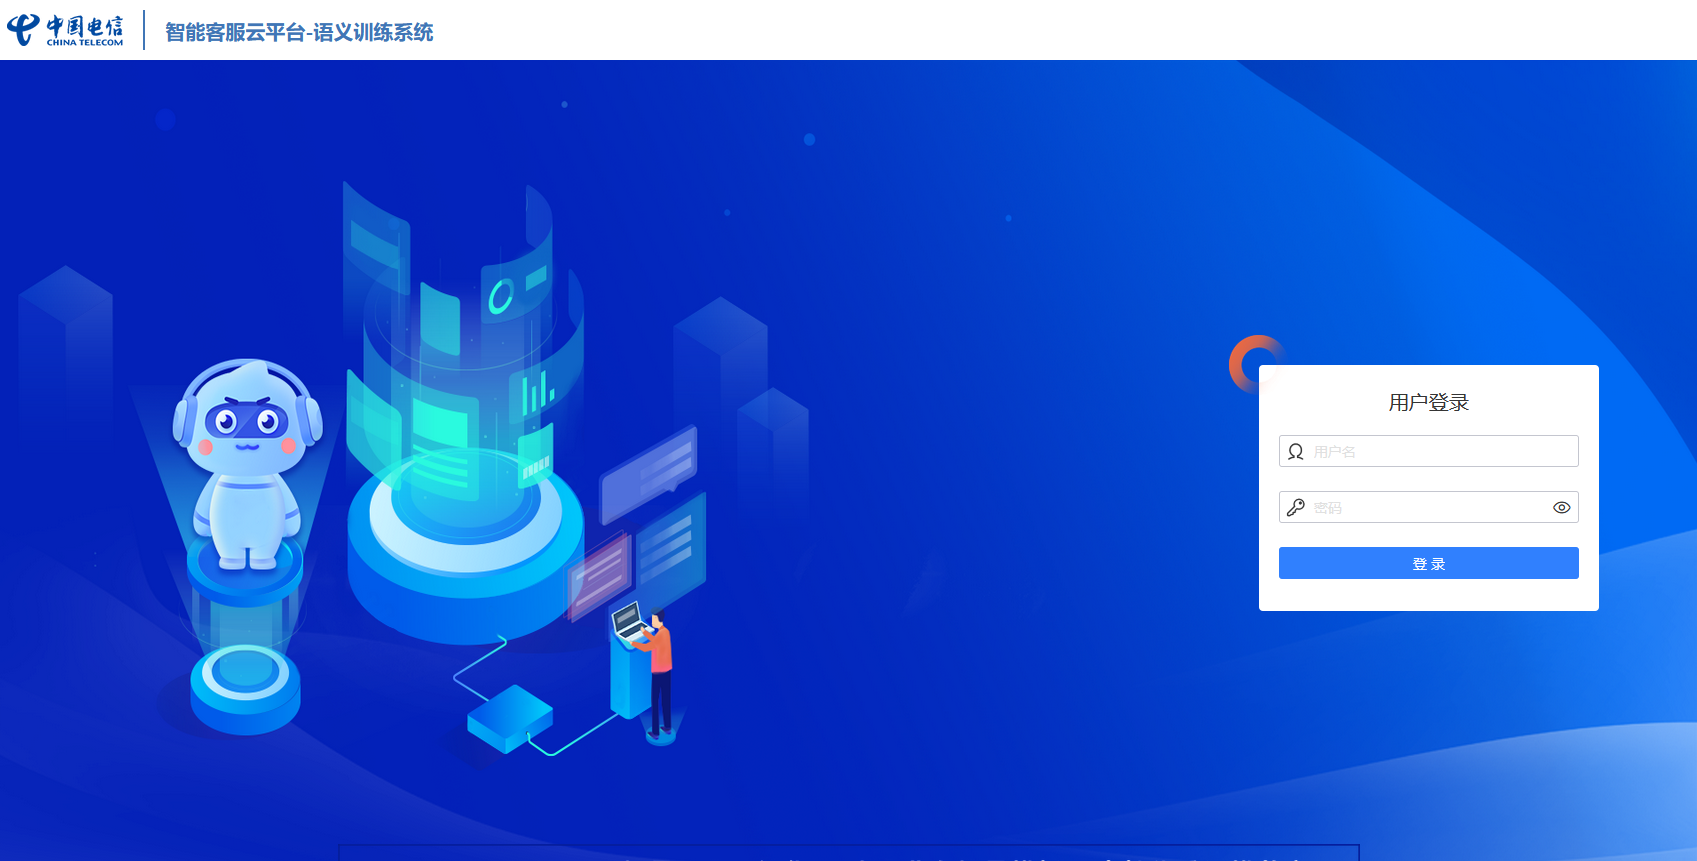 中国电信
CHINA TELECOM
智能客服云平台-语义训练系统
用户登录
用户名
密码
登 录